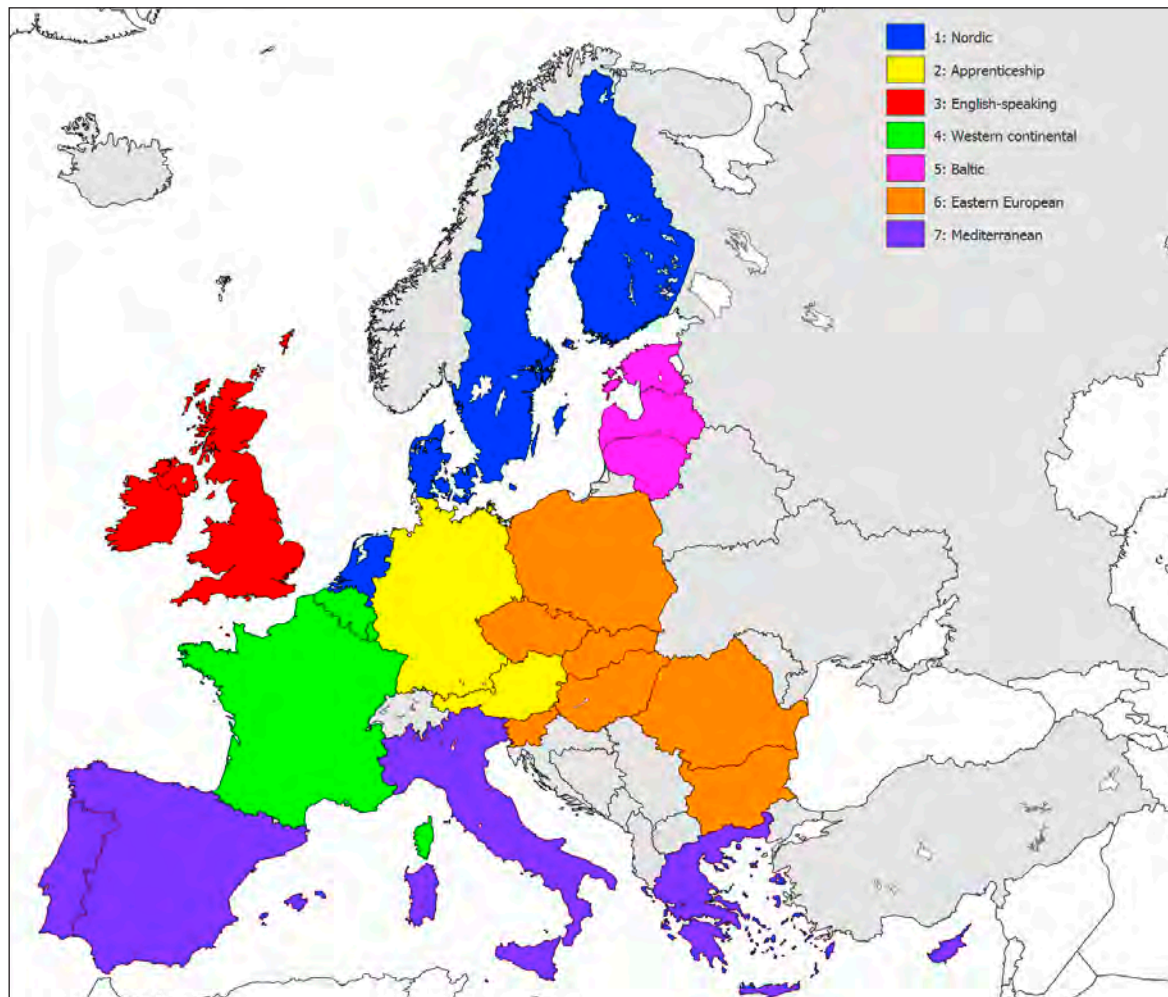 1: Nordic
2: Apprenticeship
3: English-speaking
4: Western continental
5: Baltic
6: Eastern European
7: Mediterranean